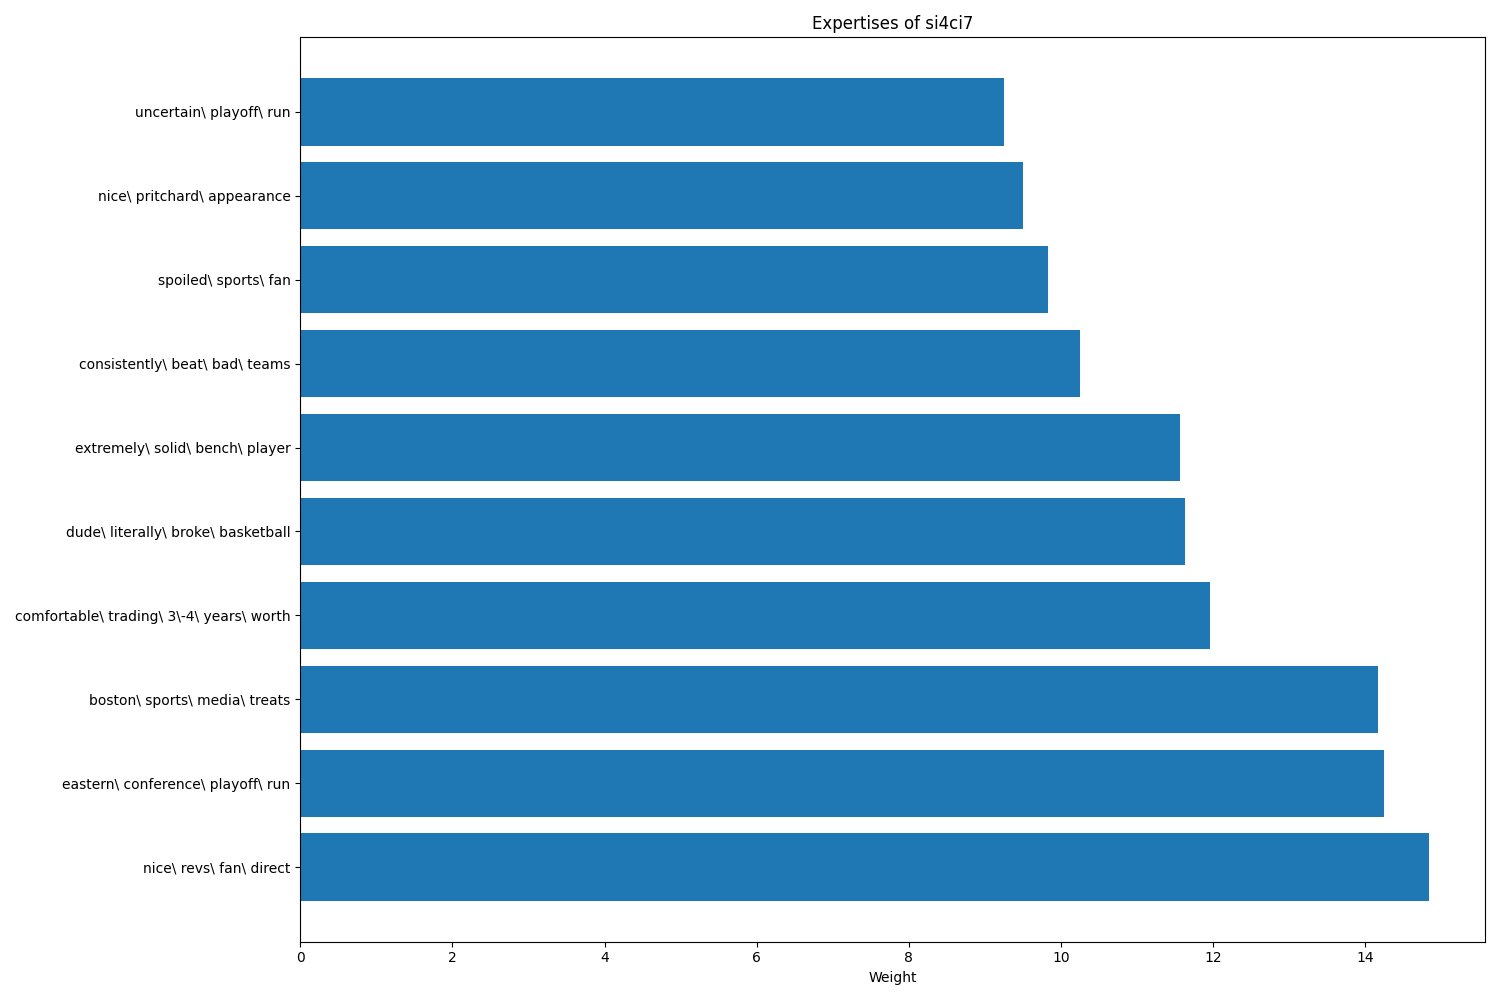 Expertises of si4ci7
uncertain\ playoff\ run
nice\ pritchard\ appearance
spoiled\ sports\ fan
consistently\ beat\ bad\ teams
extremely\ solid\ bench\ player
dude\ literally\ broke\ basketball
comfortable\ trading\ 3\-4\ years\ worth
boston\ sports\ media\ treats
eastern\ conference\ playoff\ run
nice\ revs\ fan\ direct
0 2 4 6 8 10 12 14
Weight